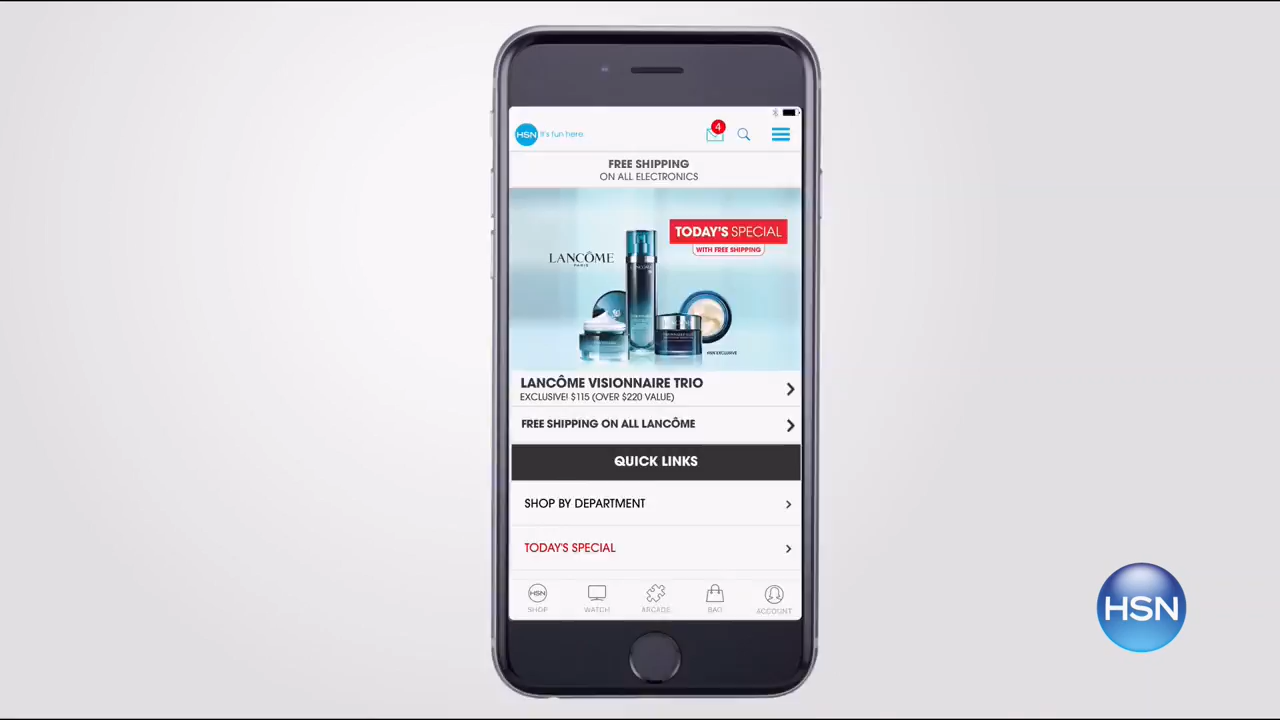 HSN it's fun here
4
FREE SHIPPING
ON ALL ELECTRONICS
TODAY'S SPECIAL
WITH FREE SHIPPING
LANCÔME
PARIS
LANCÔME VISIONNAIRE TRIO
EXCLUSIVE! $115 (OVER $220 VALUE)
FREE SHIPPING ON ALL LANCÔME
QUICK LINKS
SHOP BY DEPARTMENT
TODAY'S SPECIAL
HSN
SHOP
WATCH
ARCADE
BAG
ACCOUNT
HSN